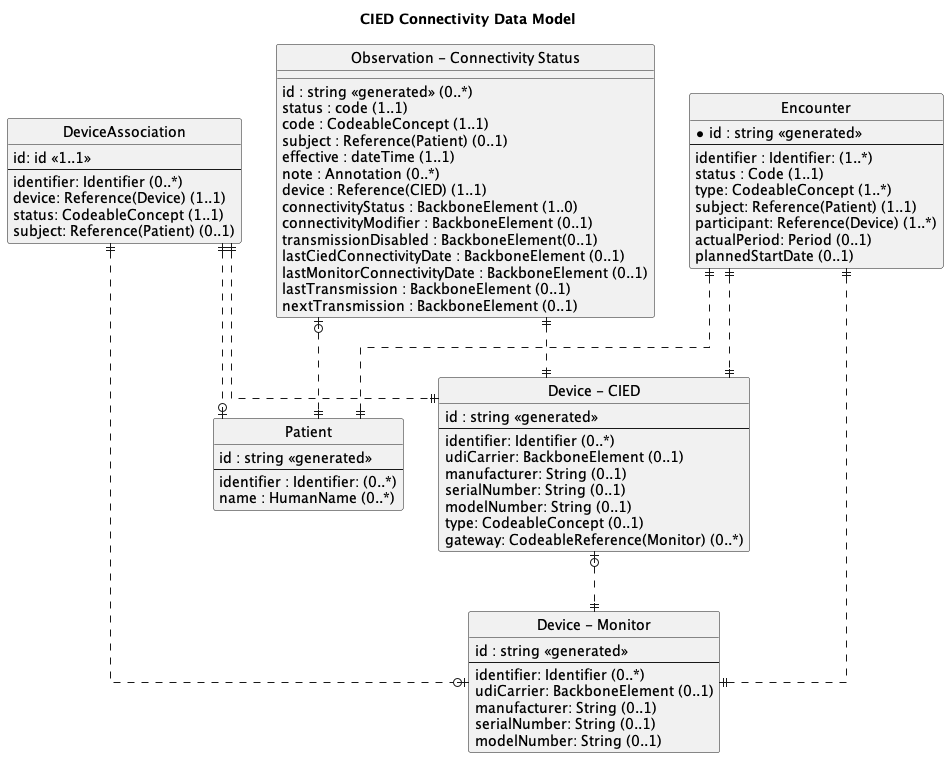 CIED Connectivity Data Model
Observation – Connectivity Status
id : string «generated» (0..*)
status : code (1..1)
code : CodeableConcept (1..1)
subject : Reference(Patient) (0..1)
effective : dateTime (1..1)
note : Annotation (0..*)
device : Reference(CIED) (1..1)
connectivityStatus : BackboneElement (1..0)
connectivityModifier : BackboneElement (0..1)
transmissionDisabled : BackboneElement(0..1)
lastCiedConnectivityDate : BackboneElement (0..1)
lastMonitorConnectivityDate : BackboneElement (0..1)
lastTransmission : BackboneElement (0..1)
nextTransmission : BackboneElement (0..1)
Encounter
id : string «generated»
identifier : Identifier: (1..*)
status : Code (1..1)
type: CodeableConcept (1..*)
subject: Reference(Patient) (1..1)
participant: Reference(Device) (1..*)
actualPeriod: Period (0..1)
plannedStartDate (0..1)
DeviceAssociation
id: id «1..1»
identifier: Identifier (0..*)
device: Reference(Device) (1..1)
status: CodeableConcept (1..1)
subject: Reference(Patient) (0..1)
Patient
id : string «generated»
identifier : Identifier: (0..*)
name : HumanName (0..*)
Device – CIED
id : string «generated»
identifier: Identifier (0..*)
udiCarrier: BackboneElement (0..1)
manufacturer: String (0..1)
serialNumber: String (0..1)
modelNumber: String (0..1)
type: CodeableConcept (0..1)
gateway: CodeableReference(Monitor) (0..*)
Device – Monitor
id : string «generated»
identifier: Identifier (0..*)
udiCarrier: BackboneElement (0..1)
manufacturer: String (0..1)
serialNumber: String (0..1)
modelNumber: String (0..1)